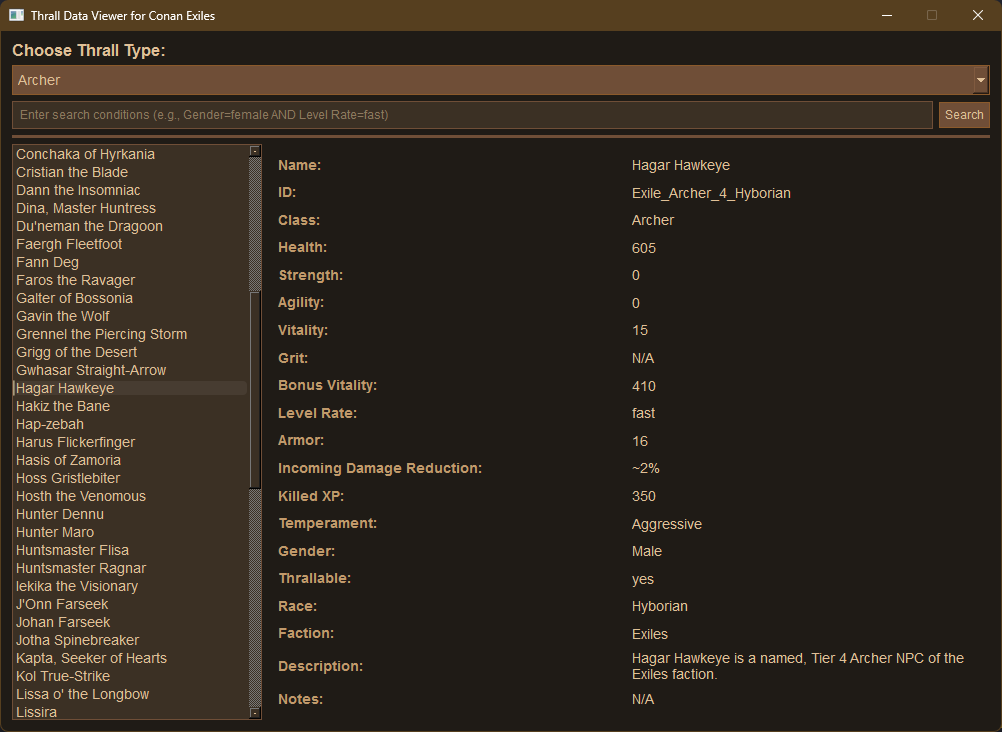 Thrall Data Viewer for Conan Exiles
Choose Thrall Type:
Archer
Enter search conditions (e.g., Gender=female AND Level Rate=fast)
Search
Conchaka of Hyrkania
Cristian the Blade
Dann the Insomniac
Dina, Master Huntress
Du'neman the Dragoon
Faergh Fleetfoot
Fann Deg
Faros the Ravager
Galter of Bossonia
Gavin the Wolf
Grennel the Piercing Storm
Grigg of the Desert
Gwhasar Straight-Arrow
Hagar Hawkeye
Hakiz the Bane
Hap-zebah
Harus Flickerfinger
Hasis of Zamoria
Hoss Gristlebiter
Hosth the Venomous
Hunter Dennu
Hunter Maro
Huntsmaster Flisa
Huntsmaster Ragnar
Iekika the Visionary
J'Onn Farseek
Johan Farseek
Jotha Spinebreaker
Kapta, Seeker of Hearts
Kol True-Strike
Lissa o' the Longbow
Lissira
Name: Hagar Hawkeye
ID: Exile_Archer_4_Hyborian
Class: Archer
Health: 605
Strength: 0
Agility: 0
Vitality: 15
Grit: N/A
Bonus Vitality: 410
Level Rate: fast
Armor: 16
Incoming Damage Reduction: ~2%
Killed XP: 350
Temperament: Aggressive
Gender: Male
Thrallable: yes
Race: Hyborian
Faction: Exiles
Description: Hagar Hawkeye is a named, Tier 4 Archer NPC of the
Exiles faction.
Notes: N/A